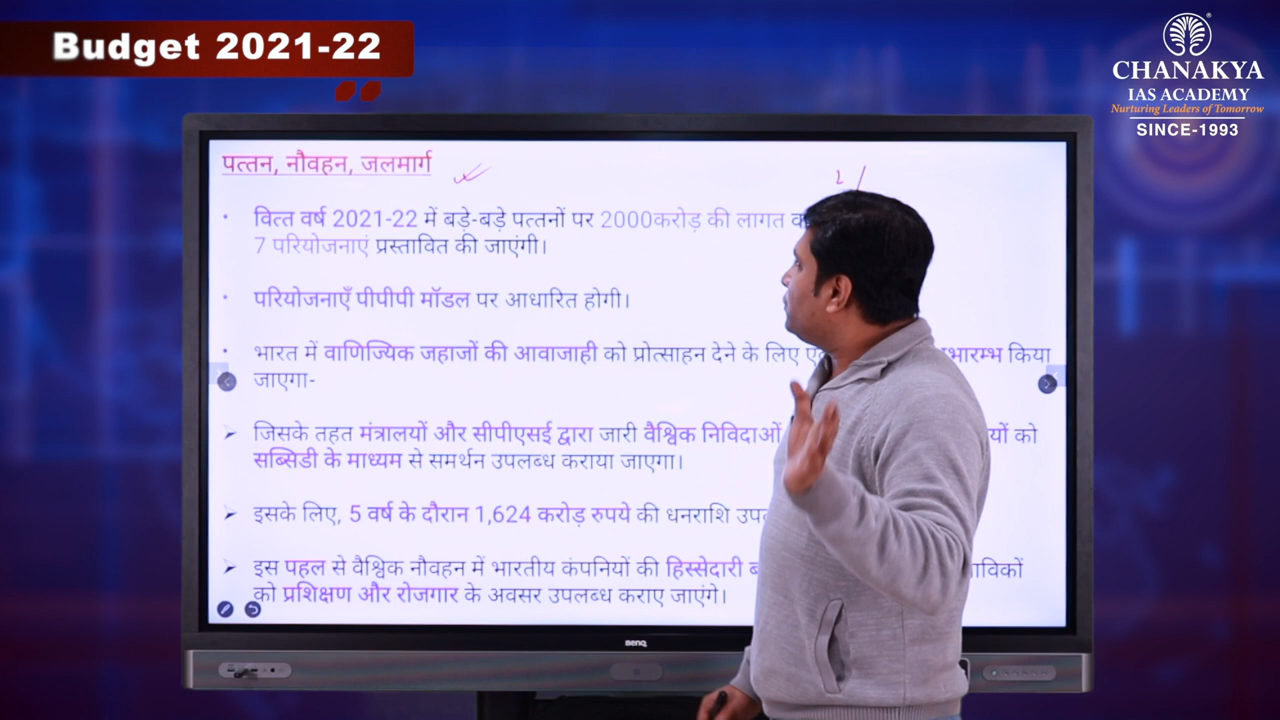 Budget 2021-22
CHANAKYA
IAS ACADEMY
Nurturing Leaders of Tomorrow
SINCE-1993
पत्तन, नौवहन, जलमार्ग
• वित्त वर्ष 2021-22 में बड़े-बड़े पत्तनों पर 2000करोड़ की लागत
7 परियोजनाएं प्रस्तावित की जाएंगी।
• परियोजनाएँ पीपीपी मॉडल पर आधारित होगी।
• भारत में वाणिज्यिक जहाजों की आवाजाही को प्रोत्साहन देने के लिए किया
जाएगा-
➤ जिसके तहत मंत्रालयों और सीपीएसई द्वारा जारी वैश्विक निविदाओं को
सब्सिडी के माध्यम से समर्थन उपलब्ध कराया जाएगा।
➤ इसके लिए, 5 वर्ष के दौरान 1,624 करोड़ रुपये की धनराशि
➤ इस पहल से वैश्विक नौवहन में भारतीय कंपनियों की हिस्सेदारी
को प्रशिक्षण और रोजगार के अवसर उपलब्ध कराए जाएंगे।
BenQ